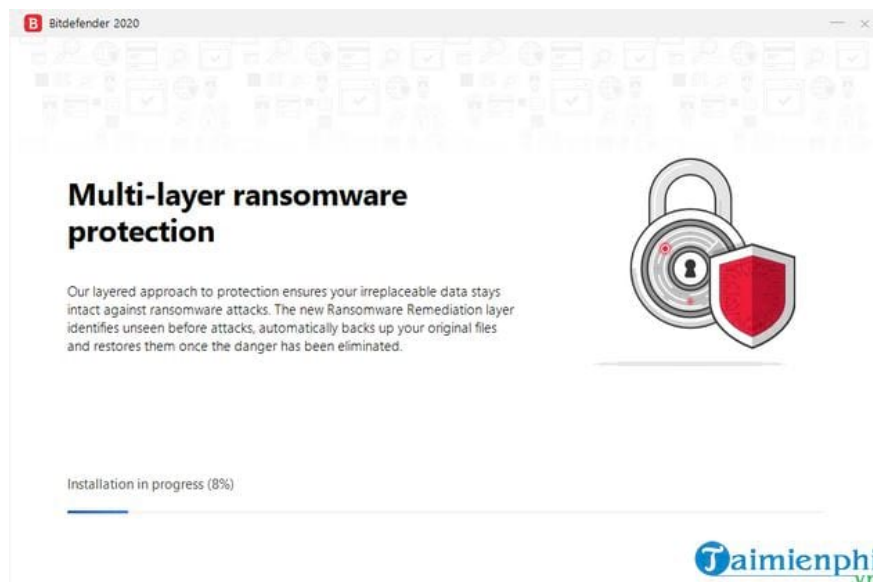 B Bitdefender 2020
Multi-layer ransomware
protection
Our layered approach to protection ensures your irreplaceable data stays
intact against ransomware attacks. The new Ransomware Remediation layer
identifies unseen before attacks, automatically backs up your original files
and restores them once the danger has been eliminated.
Installation in progress (8%)
Taimienphi
.vn